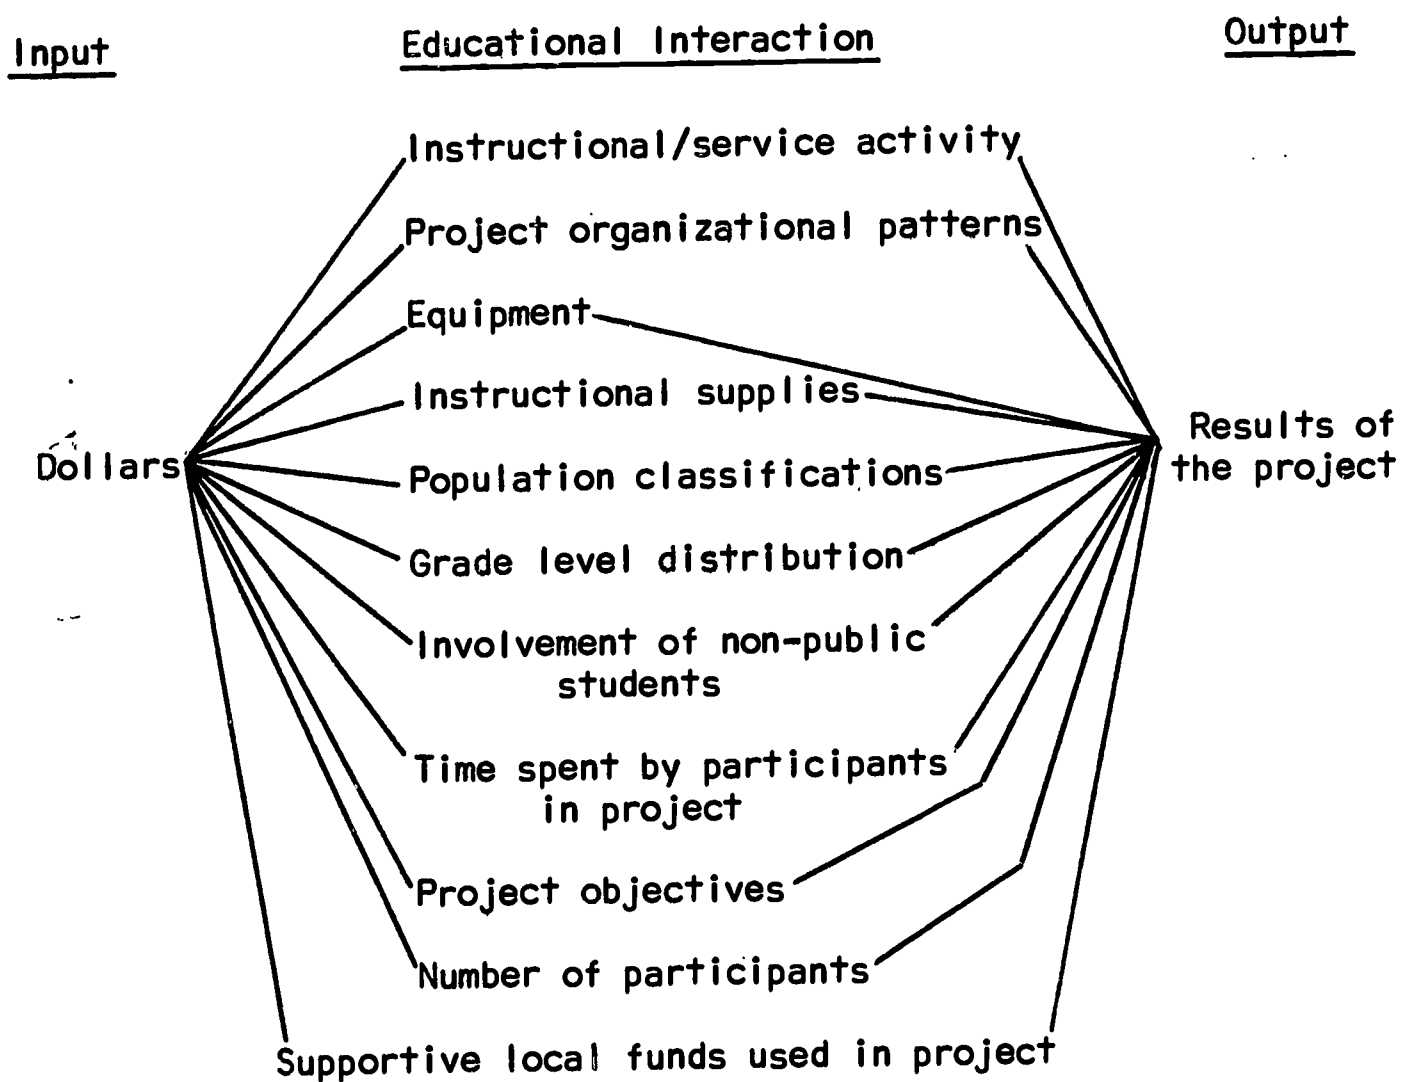 Input
Educational Interaction
Output
Instructional/service activity
Project organizational patterns
Equipment
Instructional supplies
Population classifications
Grade level distribution
Involvement of non-public
students
Time spent by participants
in project
Project objectives
Number of participants
Supportive local funds used in project
Dollars
Results of
the project